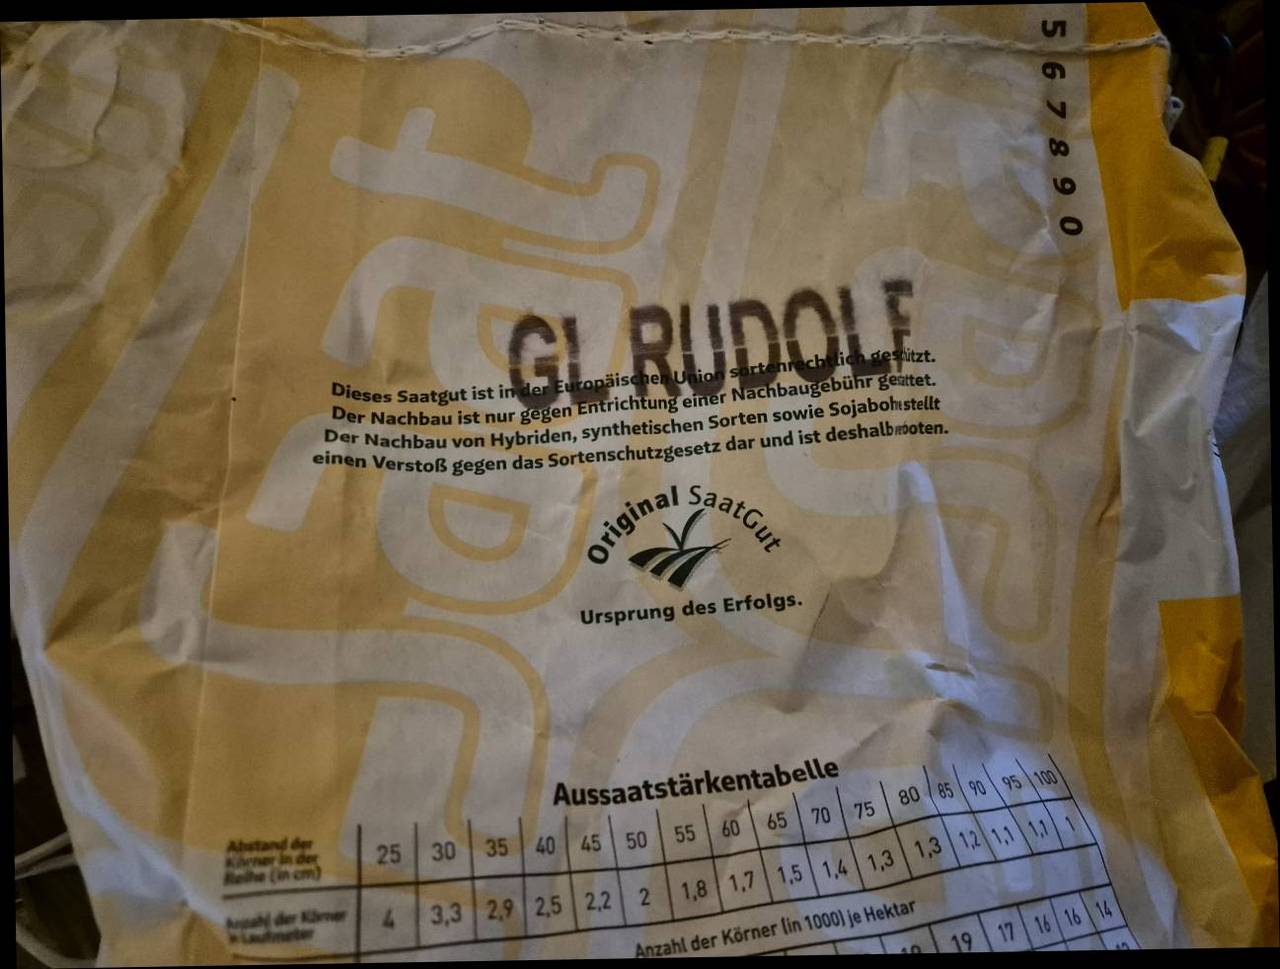 5 6 7 8 9 0
GL RUDOLF
Dieses Saatgut ist in der Europäischen Union sortenrechtlich geschützt.
Der Nachbau ist nur gegen Entrichtung einer Nachbaugebühr gestattet.
Der Nachbau von Hybriden, synthetischen Sorten sowie stellt
einen Verstoß gegen das Sortenschutzgesetz dar und ist deshalb
Original SaatGut
Ursprung des Erfolgs.
Aussaatstärkentabelle
Abstand der
Körner in der
Reihe (in cm)
25 30 35 40 45 50 55 60 65 70 75 80 85 90 95 100
Anzahl der Körner
je Laufmeter
4 3,3 2,9 2,5 2,2 2 1,8 1,7 1,5 1,4 1,3 1,3 1,2 1,1 1,1 1
Anzahl der Körner (in 1000) je Hektar
19 17 16 16 14